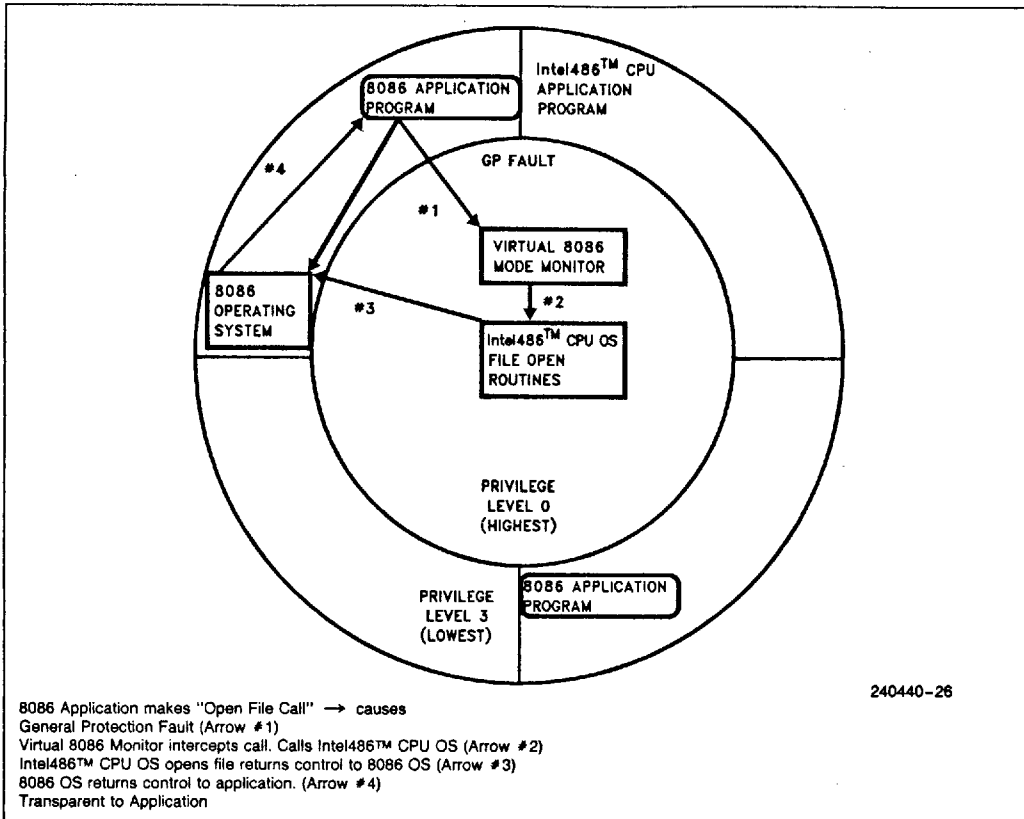 8086 APPLICATION
PROGRAM
Intel486™ CPU
APPLICATION
PROGRAM
GP FAULT
#4
#1
VIRTUAL 8086
MODE MONITOR
8086
OPERATING
SYSTEM
#3
#2
Intel486™ CPU OS
FILE OPEN
ROUTINES
PRIVILEGE
LEVEL 0
(HIGHEST)
PRIVILEGE
LEVEL 3
(LOWEST)
8086 APPLICATION
PROGRAM
240440-26
8086 Application makes "Open File Call" → causes
General Protection Fault (Arrow #1)
Virtual 8086 Monitor intercepts call. Calls Intel486™ CPU OS (Arrow #2)
Intel486™ CPU OS opens file returns control to 8086 OS (Arrow #3)
8086 OS returns control to application. (Arrow #4)
Transparent to Application